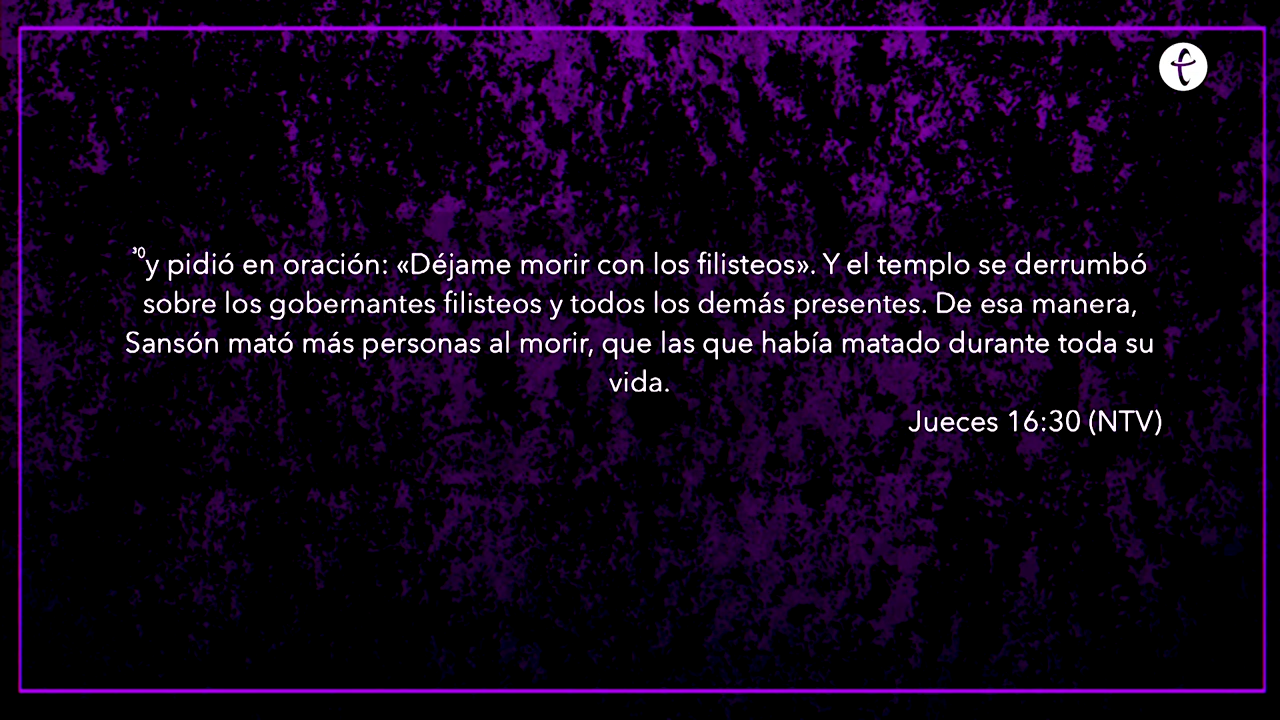 ³⁰y pidió en oración: «Déjame morir con los filisteos». Y el templo se derrumbó
sobre los gobernantes filisteos y todos los demás presentes. De esa manera,
Sansón mató más personas al morir, que las que había matado durante toda su
vida.
Jueces 16:30 (NTV)